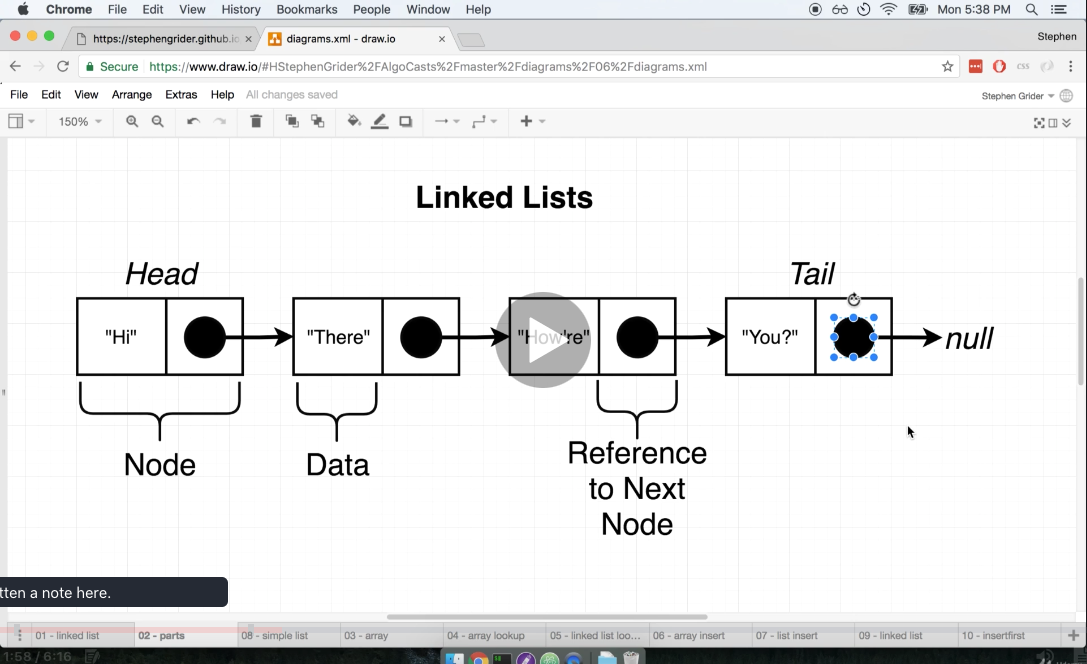 Chrome File Edit View History Bookmarks People Window Help Mon 5:38 PM
https://stephengrider.github.io diagrams.xml - draw.io Stephen
Secure https://www.draw.io/#HStephenGrider%2FAlgoCasts%2Fmaster%2Fdiagrams%2F06%2Fdiagrams.xml CSS
File Edit View Arrange Extras Help All changes saved Stephen Grider
150%
Linked Lists
Head Tail
"Hi" "There" "How're" "You?" null
Node Data Reference
to Next
Node
tten a note here.
01 - linked list 02 - parts 08 - simple list 03 - array 04 - array lookup 05 - linked list loo... 06 - array insert 07 - list insert 09 - linked list 10 - insertfirst
1:58 / 6:16